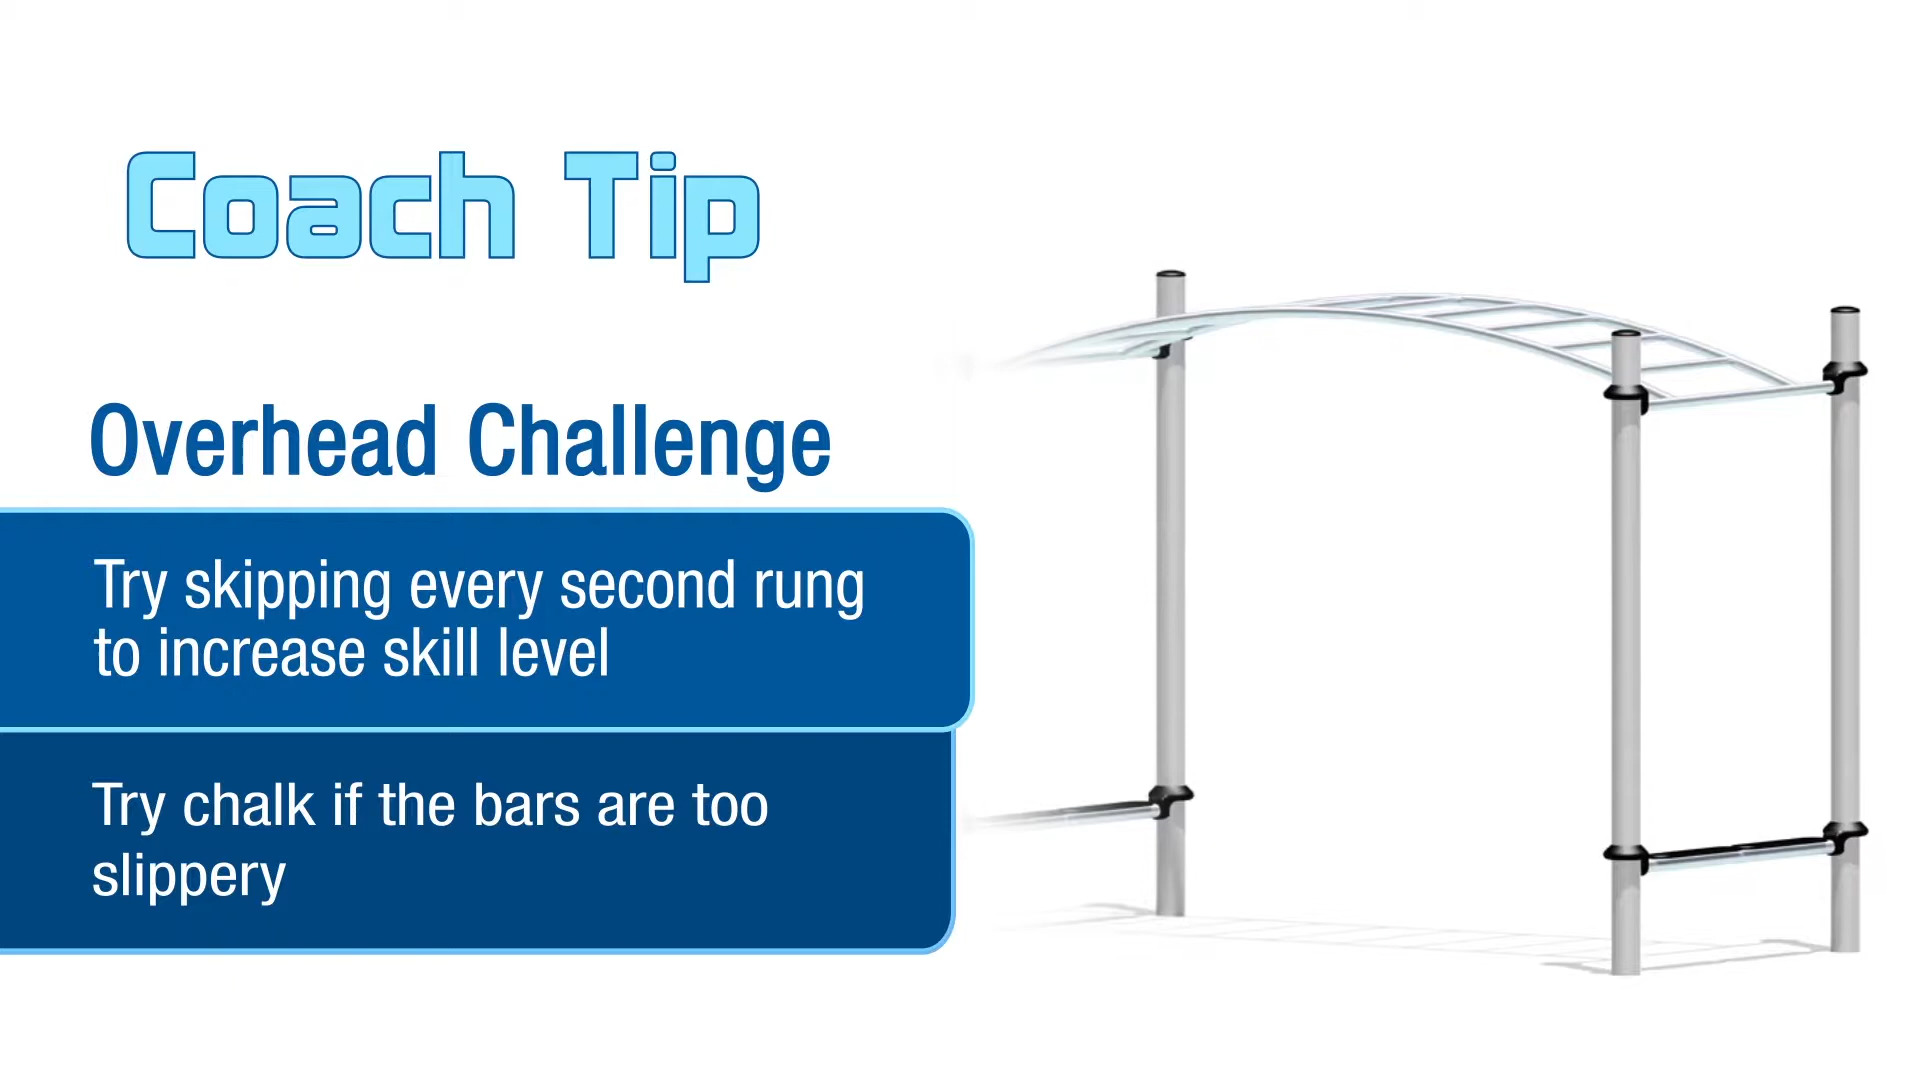 Coach Tip
Overhead Challenge
Try skipping every second rung
to increase skill level
Try chalk if the bars are too
slippery